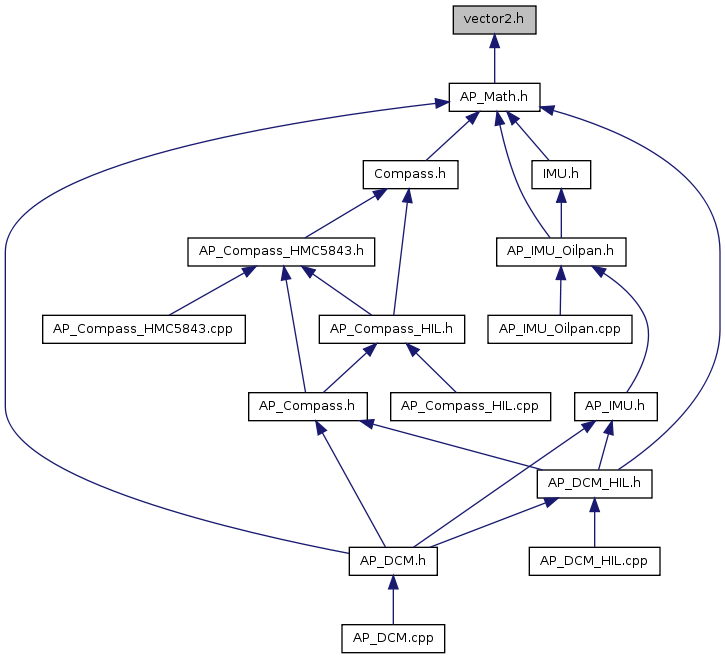 vector2.h
AP_Math.h
Compass.h
IMU.h
AP_Compass_HMC5843.h
AP_IMU_Oilpan.h
AP_Compass_HMC5843.cpp
AP_Compass_HIL.h
AP_IMU_Oilpan.cpp
AP_Compass.h
AP_Compass_HIL.cpp
AP_IMU.h
AP_DCM_HIL.h
AP_DCM.h
AP_DCM_HIL.cpp
AP_DCM.cpp